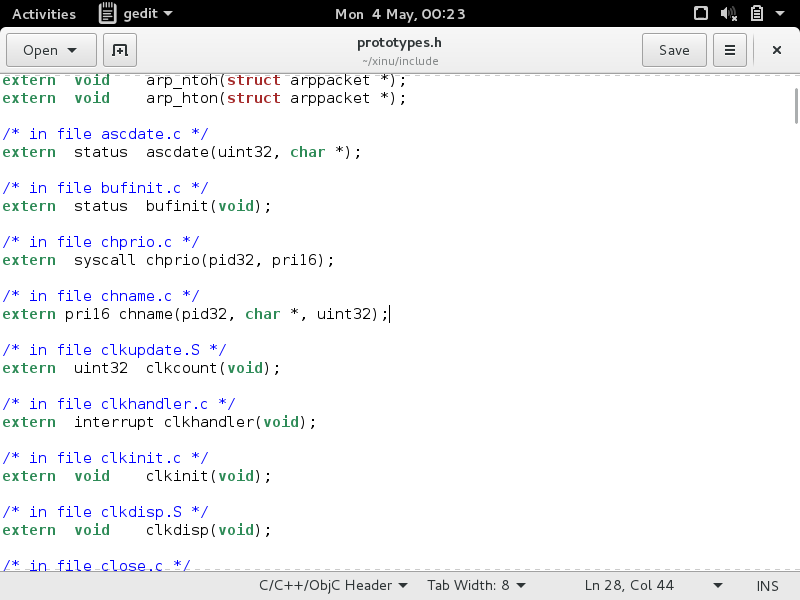 Activities gedit Mon 4 May, 00:23
Open prototypes.h Save
~/xinu/include
extern void arp_ntoh(struct arppacket *);
extern void arp_hton(struct arppacket *);
/* in file ascdate.c */
extern status ascdate(uint32, char *);
/* in file bufinit.c */
extern status bufinit(void);
/* in file chprio.c */
extern syscall chprio(pid32, pri16);
/* in file chname.c */
extern pri16 chname(pid32, char *, uint32);
/* in file clkupdate.S */
extern uint32 clkcount(void);
/* in file clkhandler.c */
extern interrupt clkhandler(void);
/* in file clkinit.c */
extern void clkinit(void);
/* in file clkdisp.S */
extern void clkdisp(void);
/* in file close.c */
C/C++/ObjC Header Tab Width: 8 Ln 28, Col 44 INS